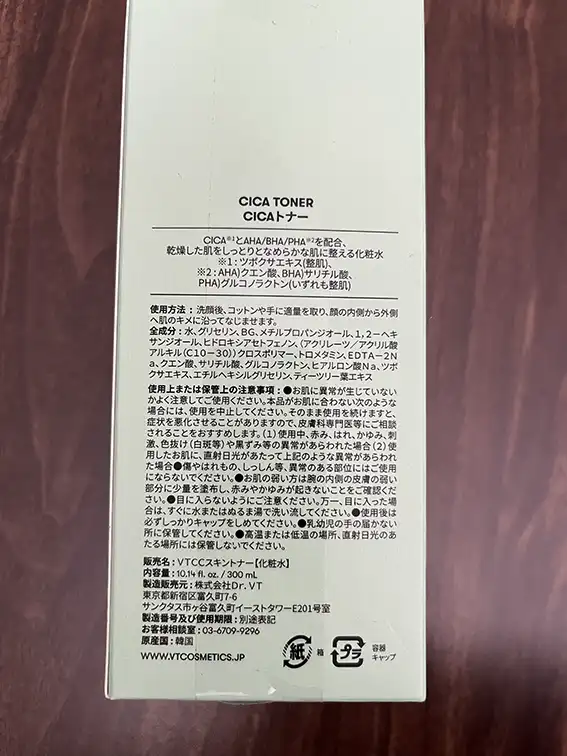 CICA TONER
CICAトナー
CICA※1とAHA/BHA/PHA※2を配合、
乾燥した肌をしっとりとなめらかな肌に整える化粧水
※1：ツボクサエキス(整肌)、
※2：AHA)クエン酸、BHA)サリチル酸、
PHA)グルコノラクトン(いずれも整肌)
使用方法：洗顔後、コットンや手に適量を取り、顔の内側から外側
へ肌のキメに沿ってなじませます。
全成分：水、グリセリン、BG、メチルプロパンジオール、1,2ーヘキ
サンジオール、ヒドロキシアセトフェノン、(アクリレーツ／アクリル酸
アルキル(C10ー30))クロスポリマー、トロメタミン、EDTAー2N
a、クエン酸、サリチル酸、グルコノラクトン、ヒアルロン酸Na、ツボ
クサエキス、エチルヘキシルグリセリン、ティーツリー葉エキス
使用上または保管上の注意事項：●お肌に異常が生じていない
かよく注意してご使用ください。本品がお肌に合わない次のような
場合には、使用を中止してください。そのまま使用を続けますと、
症状を悪化させることがありますので、皮膚科専門医等にご相談
されることをおすすめします。(1)使用中、赤み、はれ、かゆみ、刺
激、色抜け(白斑等)や黒ずみ等の異常があらわれた場合(2)使
用したお肌に、直射日光があたって上記のような異常があらわれ
た場合●傷やはれもの、しっしん等、異常のある部位にはご使用
にならないでください。●お肌の弱い方は腕の内側の皮膚の弱い
部分に少量を塗布し、赤みやかゆみが起きないことをご確認くださ
い。●目に入らないようにご注意ください。万一、目に入った場
合は、すぐに水またはぬるま湯で洗い流してください。●使用後は
必ずしっかりキャップをしめてください。●乳幼児の手の届かない
所に保管してください。●高温または低温の場所、直射日光のあ
たる場所には保管しないでください。
販売名：VTCCスキントナー【化粧水】
内容量：10.14 fl. oz. / 300 mL
製造販売元：株式会社Dr. VT
東京都新宿区富久町7-6
サンクタス市ヶ谷富久町イーストタワーE201号室
製造番号及び使用期限：別途表記
お客様相談室：03-6709-9296
原産国：韓国
WWW.VTCOSMETICS.JP
紙
箱
プラ
容器
キャップ